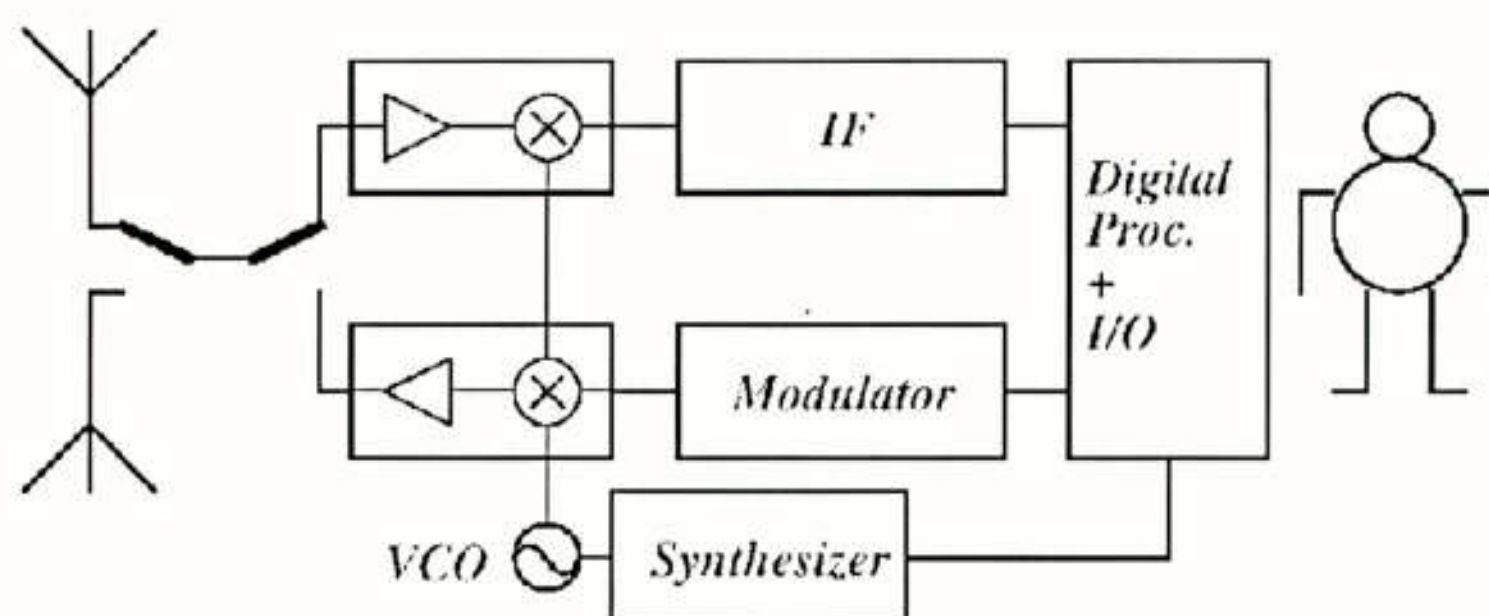 IF
Digital
Proc.
+
I/O
Modulator
VCO
Synthesizer